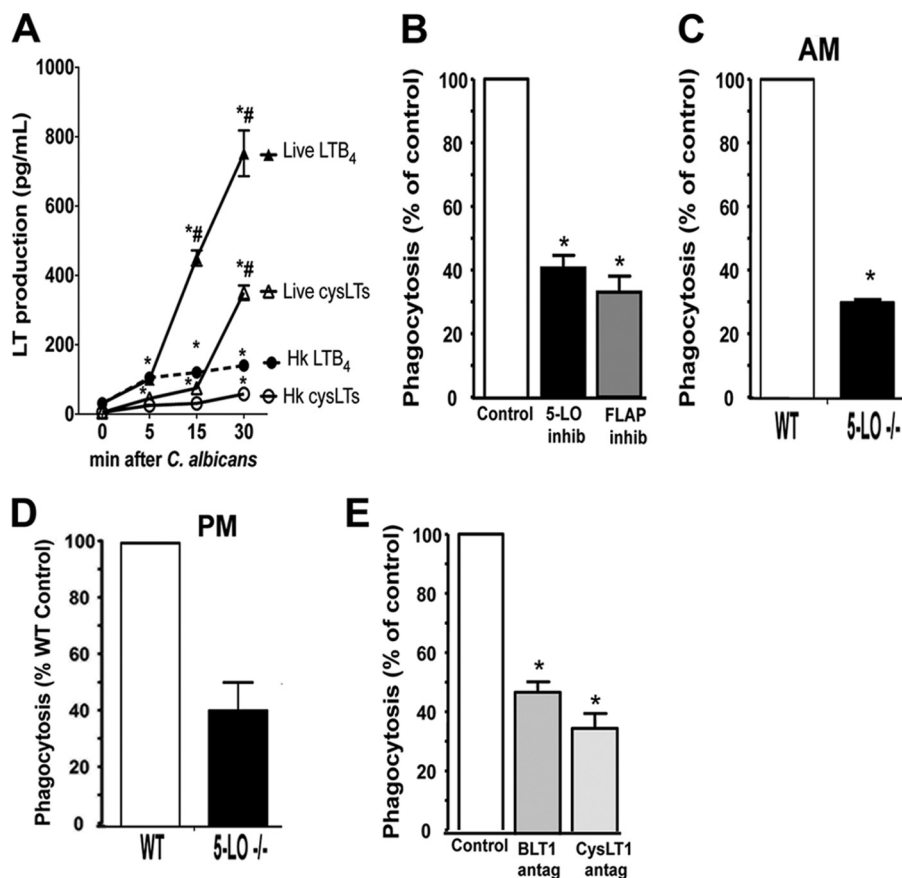 A
LT production (pg/mL)
1000
800
600
400
200
0
0 5 15 30
min after C. albicans
*#
*#
*#
*
*
*
*
*
*
Live LTB4
Live cysLTs
Hk LTB4
Hk cysLTs
B
Phagocytosis (% of control)
100
80
60
40
20
0
*
*
Control 5-LO FLAP
inhib inhib
C
AM
Phagocytosis (% of control)
100
80
60
40
20
0
*
WT 5-LO -/-
D
PM
Phagocytosis (% WT Control)
100
80
60
40
20
0
WT 5-LO -/-
E
Phagocytosis (% of control)
100
80
60
40
20
0
*
*
Control BLT1 CysLT1
antag antag